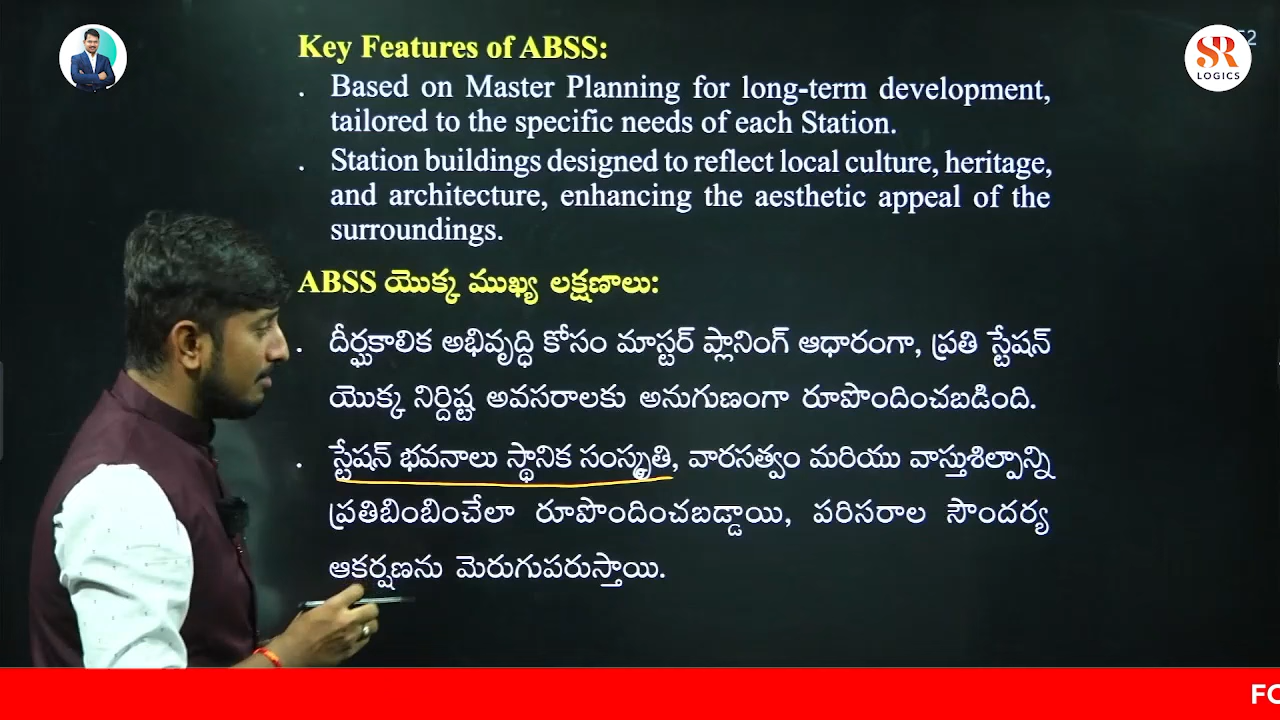 Key Features of ABSS:
. Based on Master Planning for long-term development,
tailored to the specific needs of each Station.
. Station buildings designed to reflect local culture, heritage,
and architecture, enhancing the aesthetic appeal of the
surroundings.
ABSS యొక్క ముఖ్య లక్షణాలు:
. దీర్ఘకాలిక అభివృద్ధి కోసం మాస్టర్ ప్లానింగ్ ఆధారంగా, ప్రతి స్టేషన్
యొక్క నిర్దిష్ట అవసరాలకు అనుగుణంగా రూపొందించబడింది.
. స్టేషన్ భవనాలు స్థానిక సంస్కృతి, వారసత్వం మరియు వాస్తుశిల్పాన్ని
ప్రతిబింబించేలా రూపొందించబడ్డాయి, పరిసరాల సౌందర్య
ఆకర్షణను మెరుగుపరుస్తాయి.
SR
LOGICS